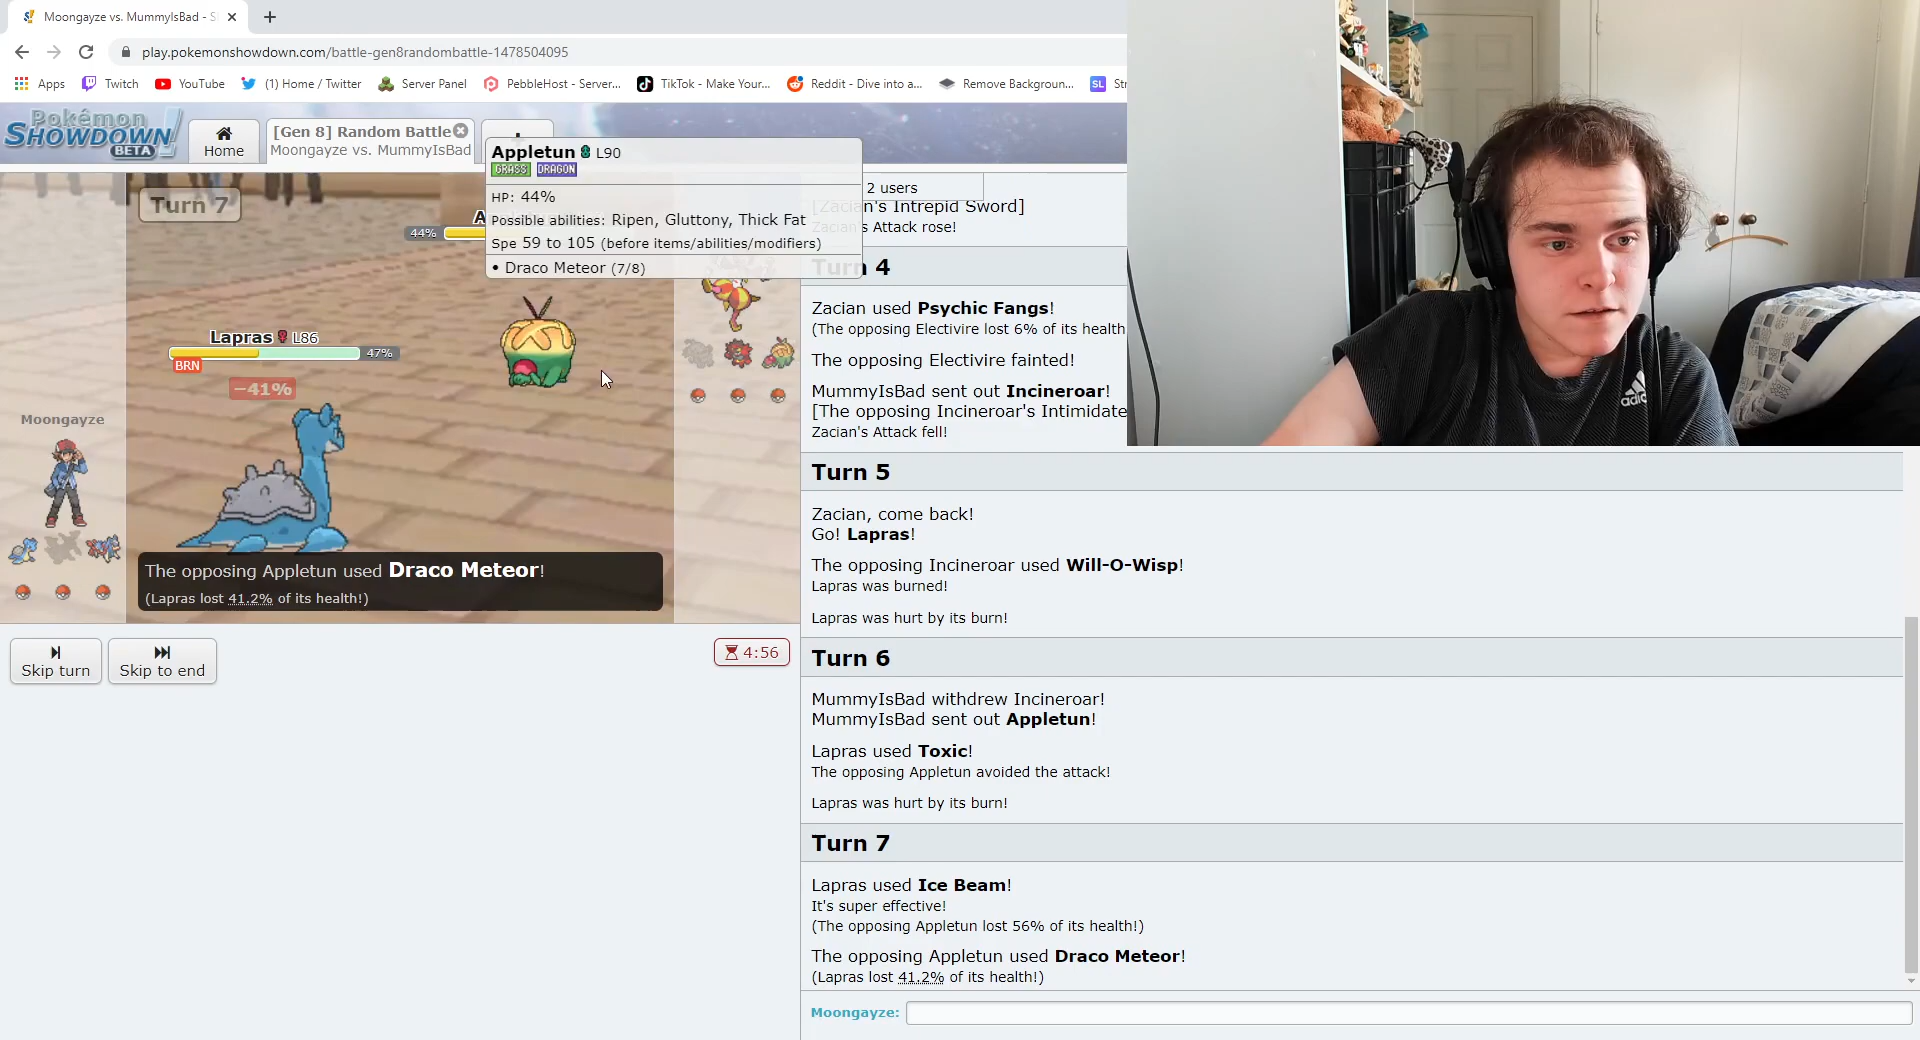 Moongayze vs. MummyIsBad - S
play.pokemonshowdown.com/battle-gen8randombattle-1478504095
Apps
Twitch
YouTube
(1) Home / Twitter
Server Panel
PebbleHost - Server...
TikTok - Make Your...
Reddit - Dive into a...
Remove Backgroun...
SL
Pokémon
SHOWDOWN!
BETA
Home
[Gen 8] Random Battle
Moongayze vs. MummyIsBad
Appletun L90
GRASS DRAGON
HP: 44%
Possible abilities: Ripen, Gluttony, Thick Fat
Spe 59 to 105 (before items/abilities/modifiers)
• Draco Meteor (7/8)
Turn 7
44%
Lapras L86
47%
BRN
−41%
Moongayze
The opposing Appletun used Draco Meteor!
(Lapras lost 41.2% of its health!)
Skip turn
Skip to end
4:56
2 users
[Zacian's Intrepid Sword]
Zacian's Attack rose!
Turn 4
Zacian used Psychic Fangs!
(The opposing Electivire lost 6% of its health
The opposing Electivire fainted!
MummyIsBad sent out Incineroar!
[The opposing Incineroar's Intimidate
Zacian's Attack fell!
Turn 5
Zacian, come back!
Go! Lapras!
The opposing Incineroar used Will-O-Wisp!
Lapras was burned!
Lapras was hurt by its burn!
Turn 6
MummyIsBad withdrew Incineroar!
MummyIsBad sent out Appletun!
Lapras used Toxic!
The opposing Appletun avoided the attack!
Lapras was hurt by its burn!
Turn 7
Lapras used Ice Beam!
It's super effective!
(The opposing Appletun lost 56% of its health!)
The opposing Appletun used Draco Meteor!
(Lapras lost 41.2% of its health!)
Moongayze: